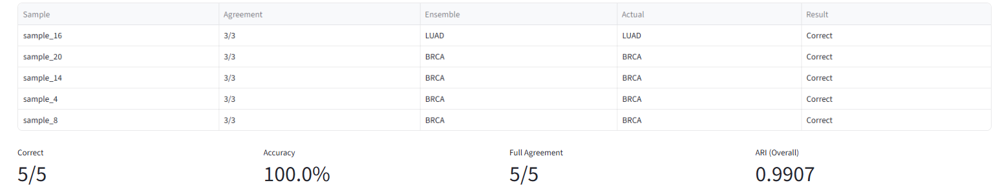 Sample Agreement Ensemble Actual Result
sample_16 3/3 LUAD LUAD Correct
sample_20 3/3 BRCA BRCA Correct
sample_14 3/3 BRCA BRCA Correct
sample_4 3/3 BRCA BRCA Correct
sample_8 3/3 BRCA BRCA Correct
Correct Accuracy Full Agreement ARI (Overall)
5/5 100.0% 5/5 0.9907